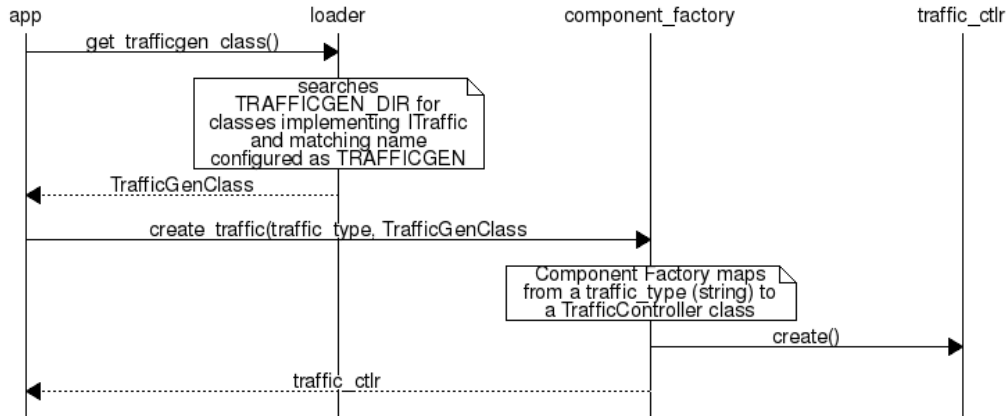 app
loader
component_factory
traffic_ctlr
get_trafficgen_class()
searches
TRAFFICGEN_DIR for
classes implementing ITraffic
and matching name
configured as TRAFFICGEN
TrafficGenClass
create_traffic(traffic_type, TrafficGenClass
Component Factory maps
from a traffic_type (string) to
a TrafficController class
create()
traffic_ctlr